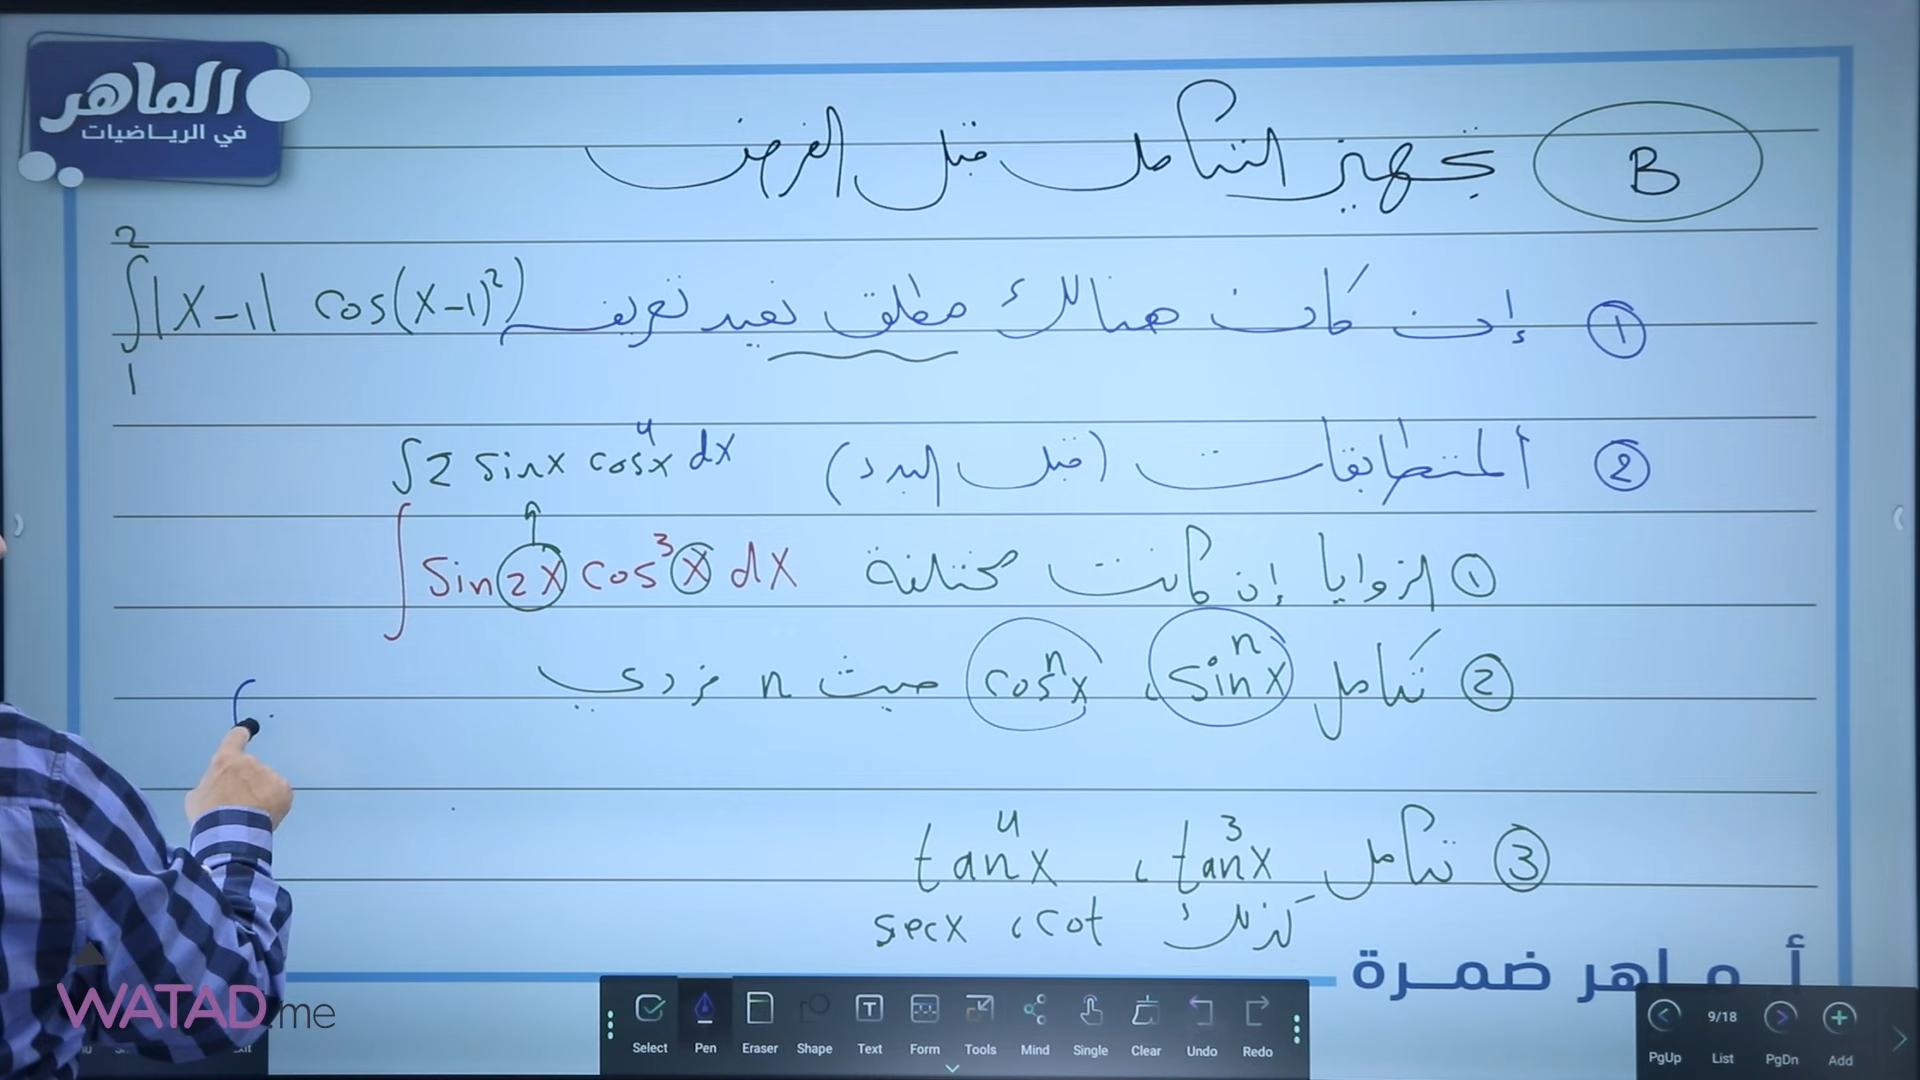 الماهر
في الرياضيات
B تجهيز التكامل قبل الفرض
① إن كان هنالك مطلق نعيد تعريفه ∫₁² |x-1| cos(x-1)²
② المتطابقات (قبل البدء) ∫2 sinx cos⁴x dx
① الزوايا إن كانت مختلفة ∫ Sin 2x cos³x dx
② تكامل sinⁿx ، cosⁿx حيث n فردي
③ تكامل tan³x ، tan⁴x
كذلك cot ، secx
أ. ماهر ضمرة
WATAD.me
Select Pen Eraser Shape Text Form Tools Mind Single Clear Undo Redo
9/18
PgUp List PgDn Add